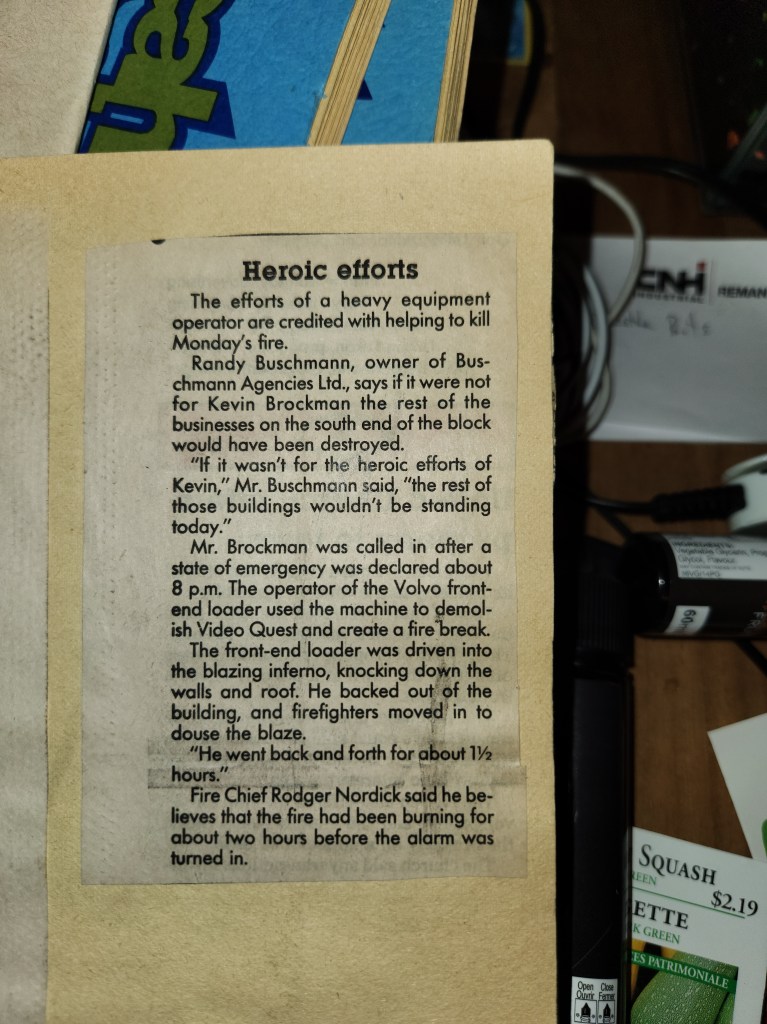 Heroic efforts
The efforts of a heavy equipment
operator are credited with helping to kill
Monday's fire.
Randy Buschmann, owner of Bus-
chmann Agencies Ltd., says if it were not
for Kevin Brockman the rest of the
businesses on the south end of the block
would have been destroyed.
"If it wasn't for the heroic efforts of
Kevin," Mr. Buschmann said, "the rest of
those buildings wouldn't be standing
today."
Mr. Brockman was called in after a
state of emergency was declared about
8 p.m. The operator of the Volvo front-
end loader used the machine to demol-
ish Video Quest and create a fire break.
The front-end loader was driven into
the blazing inferno, knocking down the
walls and roof. He backed out of the
building, and firefighters moved in to
douse the blaze.
"He went back and forth for about 1½
hours."
Fire Chief Rodger Nordick said he be-
lieves that the fire had been burning for
about two hours before the alarm was
turned in.
CNH
INDUSTRIAL
REMAN
SQUASH
$2.19
ETTE
K GREEN
ES PATRIMONIALE
Open Close
Ouvrir Fermer